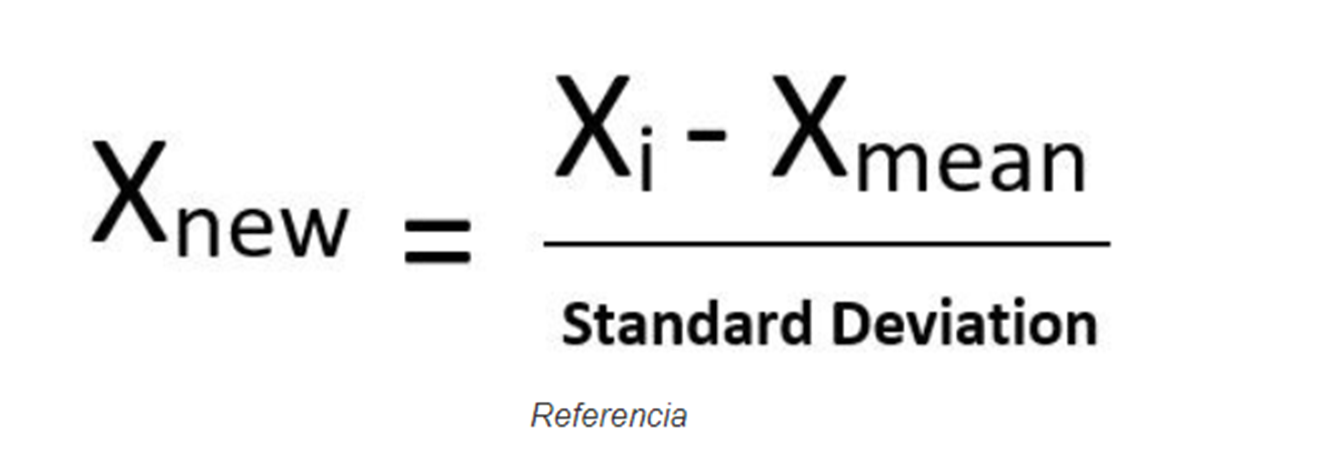 Xi - Xmean
Xnew =
Standard Deviation
Referencia